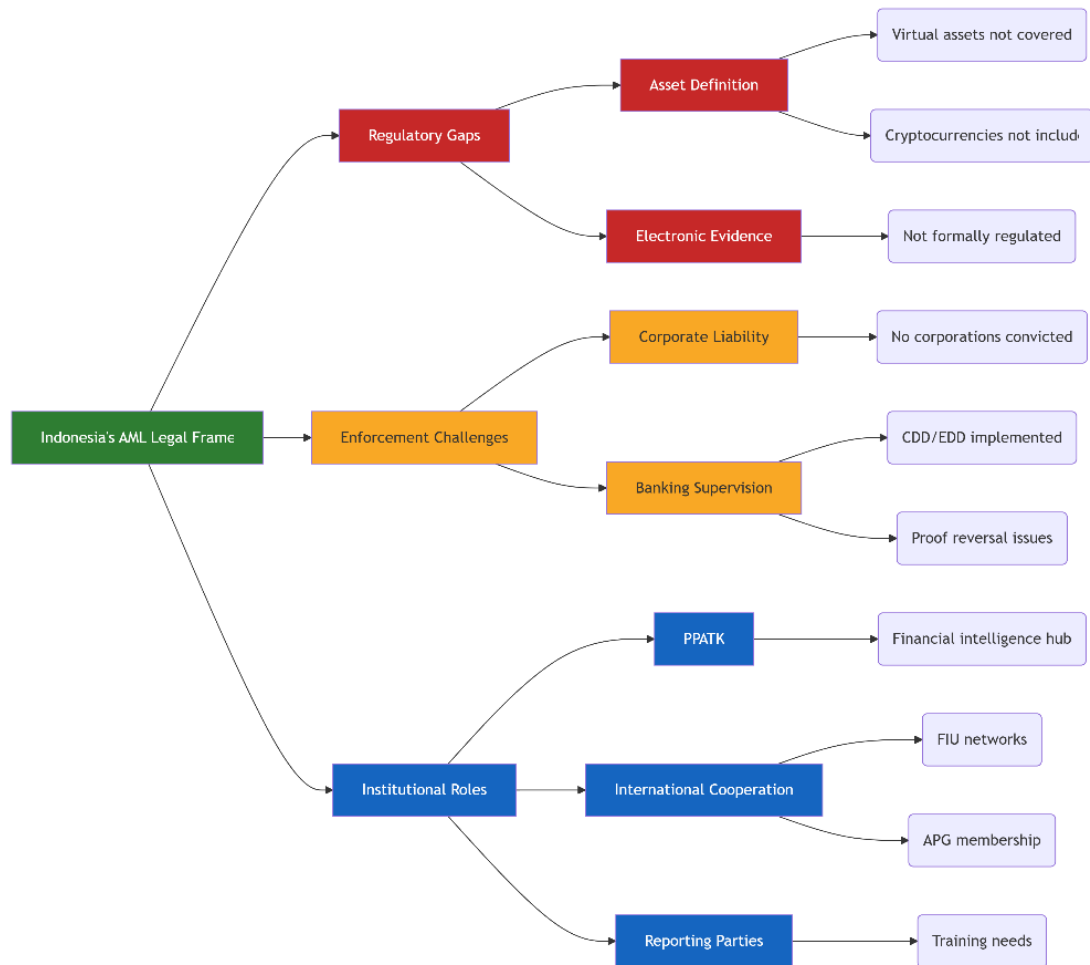 Indonesia's AML Legal Frame
Regulatory Gaps
Asset Definition
Virtual assets not covered
Cryptocurrencies not include
Electronic Evidence
Not formally regulated
Enforcement Challenges
Corporate Liability
No corporations convicted
Banking Supervision
CDD/EDD implemented
Proof reversal issues
Institutional Roles
PPATK
Financial intelligence hub
International Cooperation
FIU networks
APG membership
Reporting Parties
Training needs